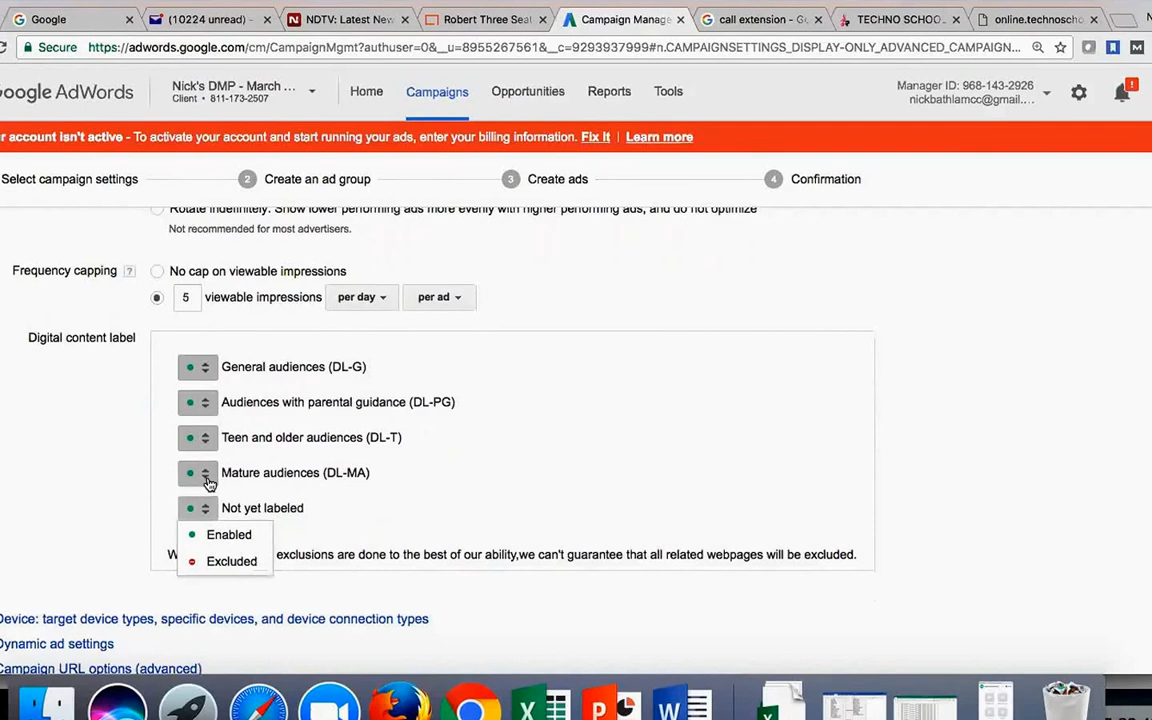 Google
(10224 unread) -
NDTV: Latest New
Robert Three Sea
Campaign Manage
call extension - Go
TECHNO SCHOO
online.technoscho
Secure https://adwords.google.com/cm/CampaignMgmt?authuser=0&__u=8955267561&__c=9293937999#n.CAMPAIGNSETTINGS_DISPLAY-ONLY_ADVANCED_CAMPAIGN...
oogle AdWords
Nick's DMP - March ...
Client • 811-173-2507
Home
Campaigns
Opportunities
Reports
Tools
Manager ID: 968-143-2926
nickbathlamcc@gmail....
!
r account isn't active - To activate your account and start running your ads, enter your billing information. Fix It | Learn more
Select campaign settings
2 Create an ad group
3 Create ads
4 Confirmation
Rotate indefinitely: Show lower performing ads more evenly with higher performing ads, and do not optimize
Not recommended for most advertisers.
Frequency capping ? No cap on viewable impressions
5 viewable impressions per day per ad
Digital content label
General audiences (DL-G)
Audiences with parental guidance (DL-PG)
Teen and older audiences (DL-T)
Mature audiences (DL-MA)
Not yet labeled
Enabled
Excluded
W exclusions are done to the best of our ability,we can't guarantee that all related webpages will be excluded.
Device: target device types, specific devices, and device connection types
Dynamic ad settings
Campaign URL options (advanced)